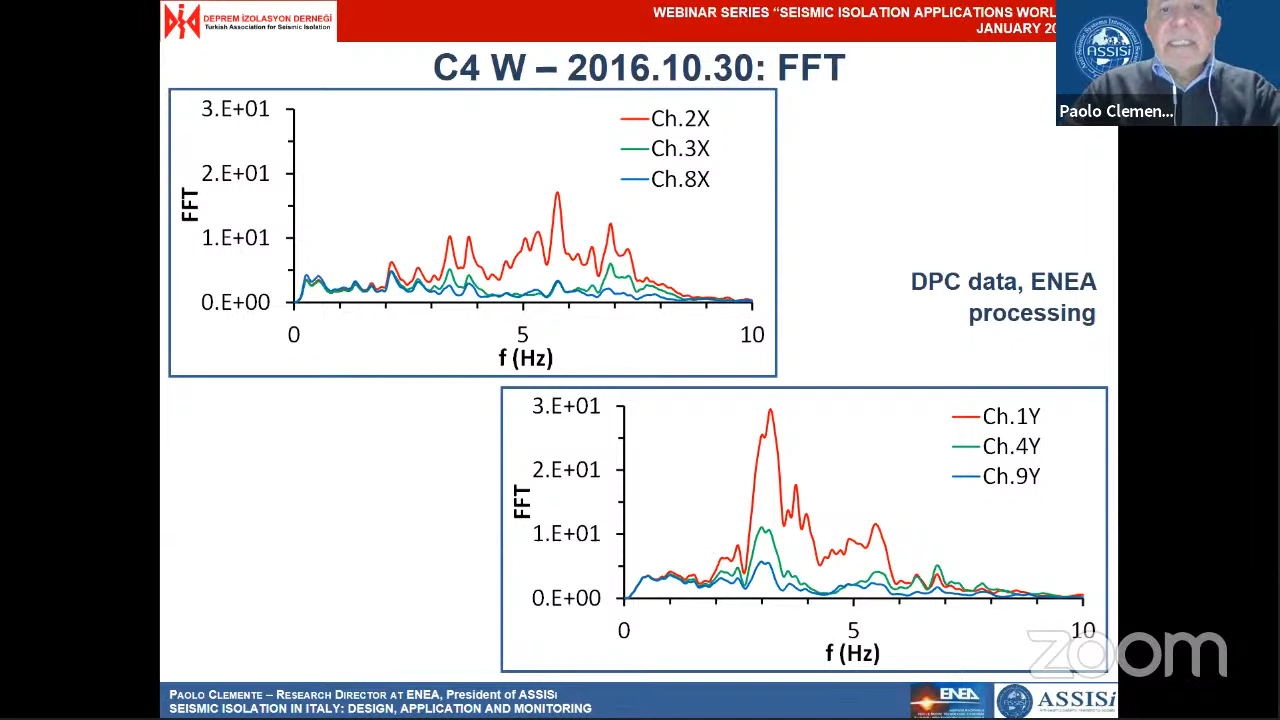 DEPREM İZOLASYON DERNEĞİ
Turkish Association for Seismic Isolation
WEBINAR SERIES “SEISMIC ISOLATION APPLICATIONS
JANUARY
C4 W – 2016.10.30: FFT
ASSISi
Paolo Clemen...
3.E+01
2.E+01
1.E+01
0.E+00
FFT
0
5
10
f (Hz)
Ch.2X
Ch.3X
Ch.8X
DPC data, ENEA
processing
3.E+01
2.E+01
1.E+01
0.E+00
FFT
0
5
10
f (Hz)
Ch.1Y
Ch.4Y
Ch.9Y
zoom
PAOLO CLEMENTE – RESEARCH DIRECTOR AT ENEA, President of ASSISi
SEISMIC ISOLATION IN ITALY: DESIGN, APPLICATION AND MONITORING
ENEA
ASSISi